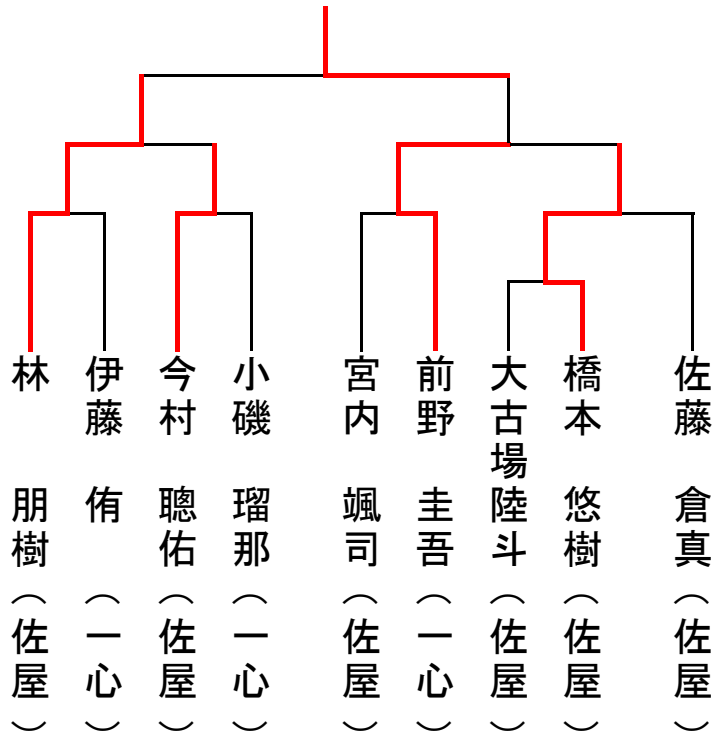 林 朋樹（佐屋）
伊藤 侑（一心）
今村 聰佑（佐屋）
小磯 瑠那（一心）
宮内 颯司（佐屋）
前野 圭吾（一心）
大古場陸斗（佐屋）
橋本 悠樹（佐屋）
佐藤 倉真（佐屋）